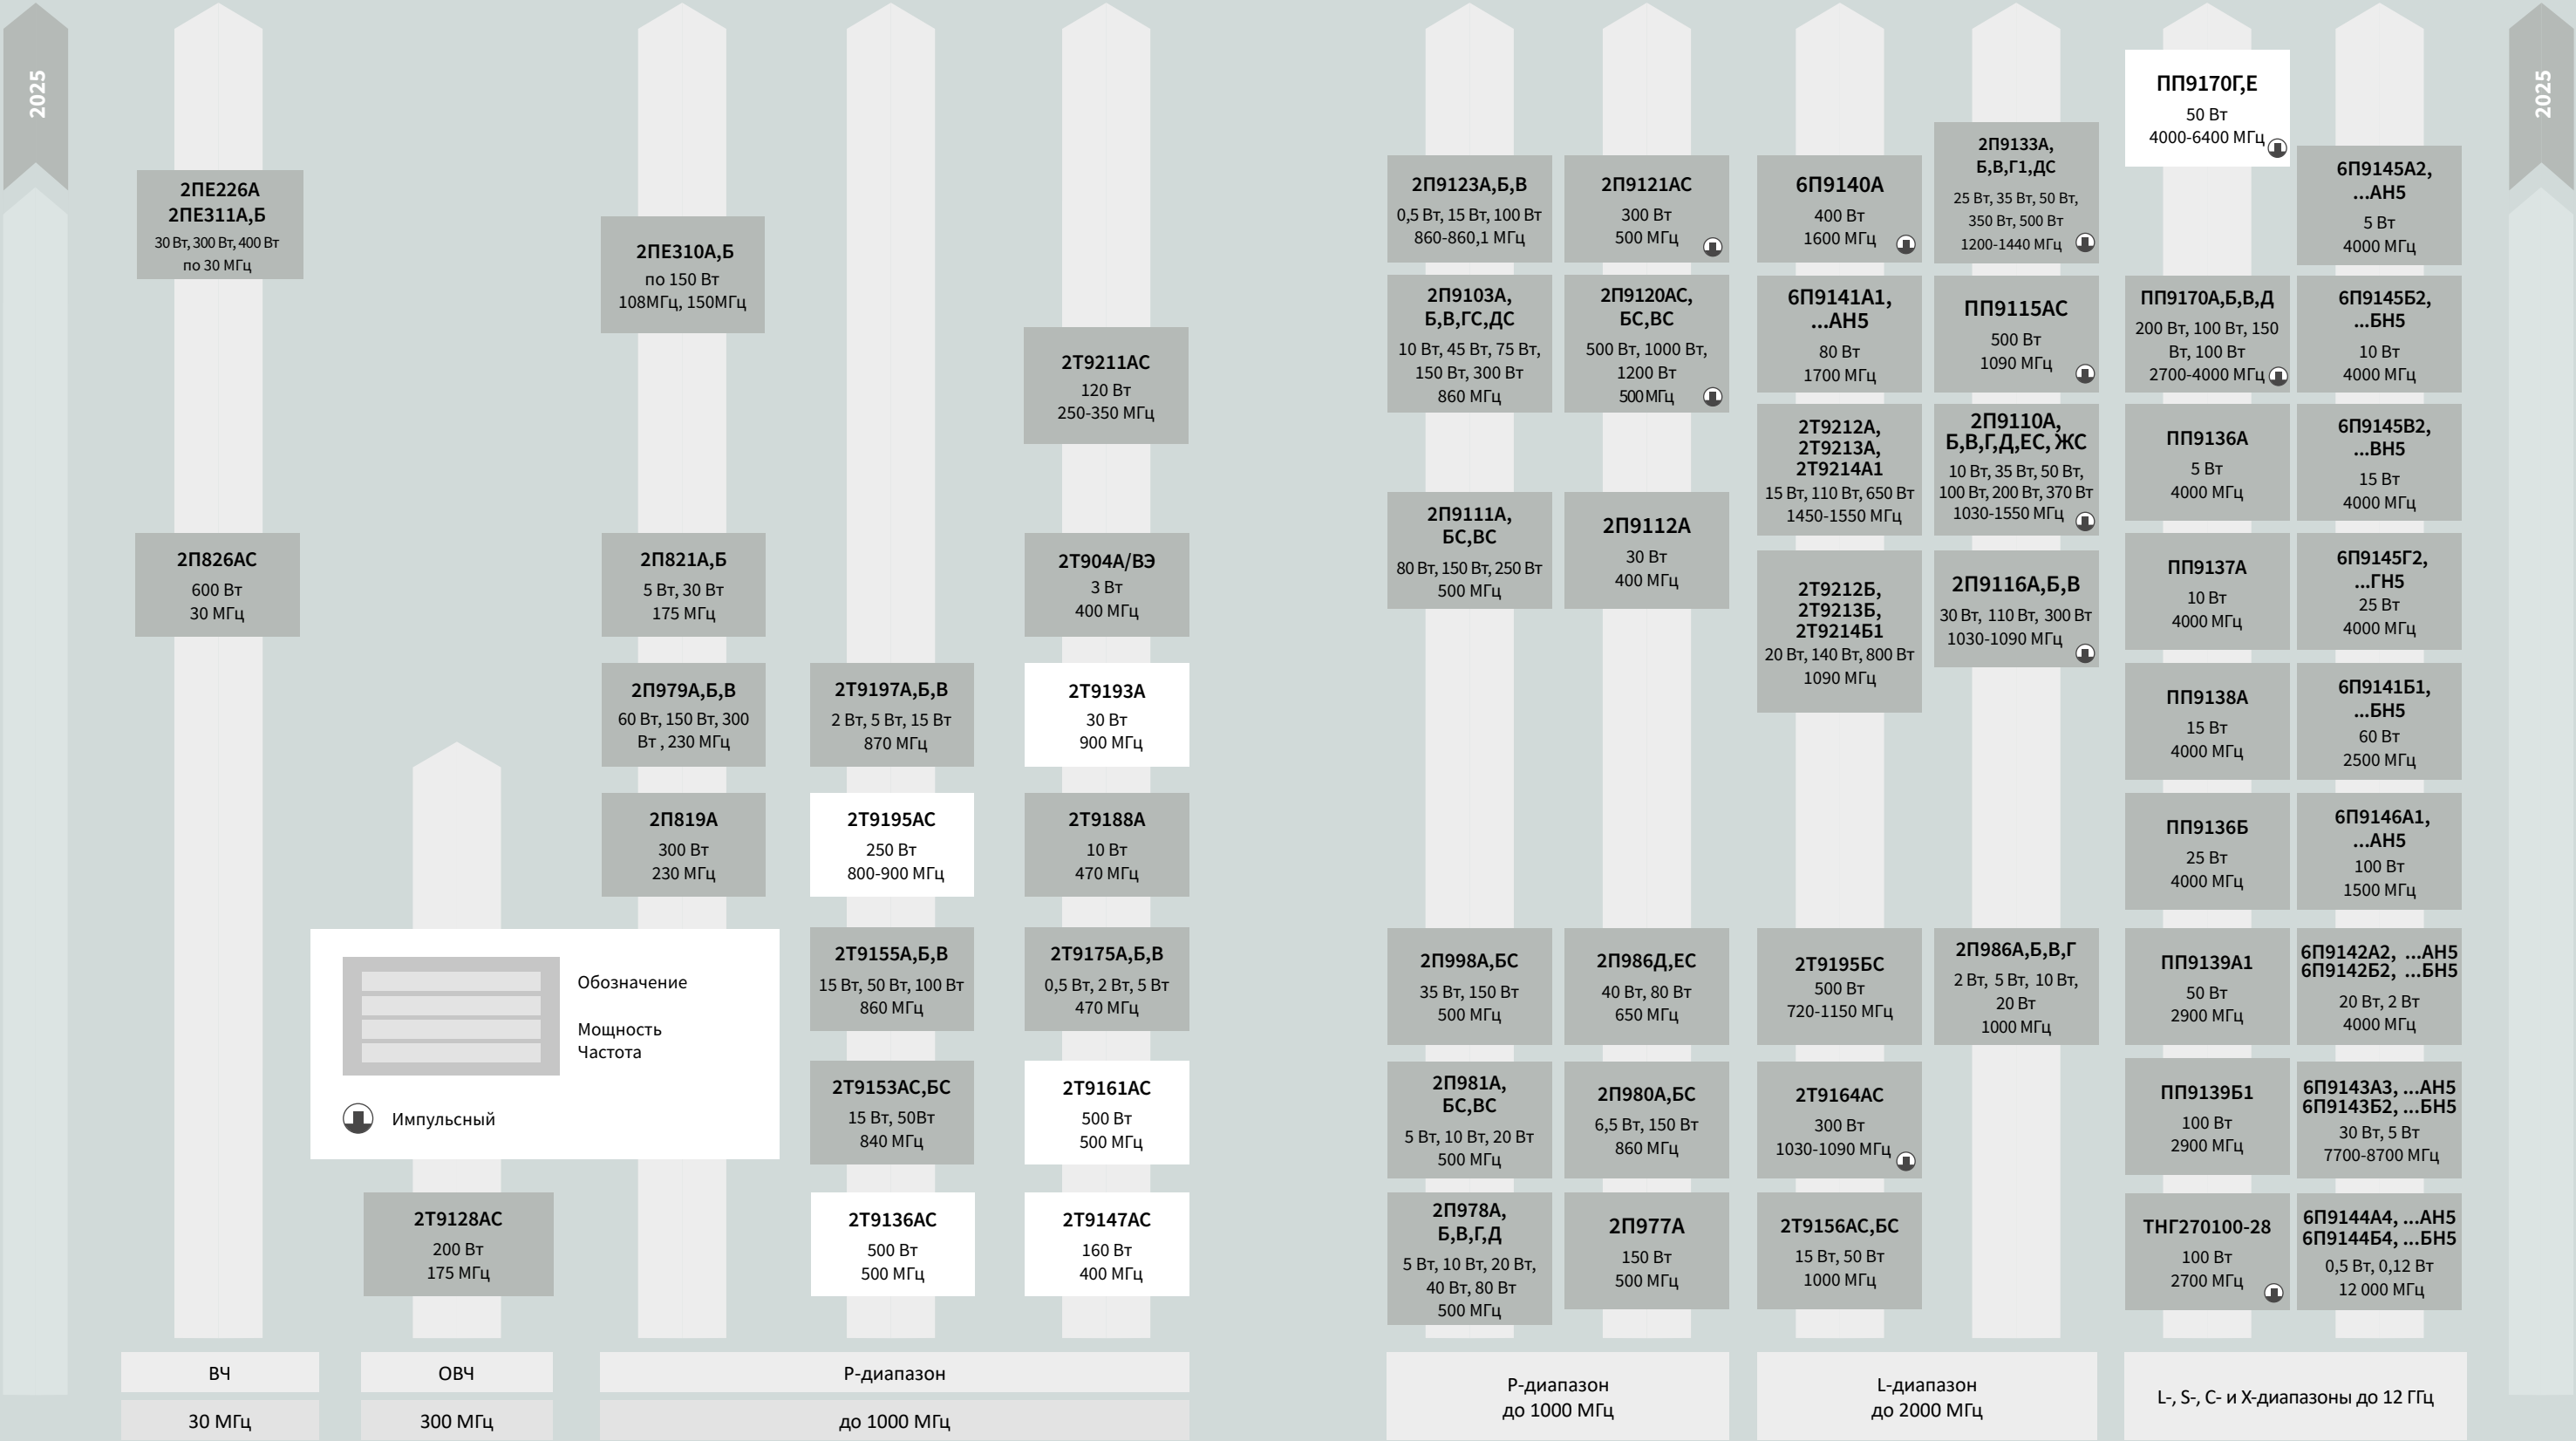 2025
2ПЕ226А
2ПЕ311А,Б
30 Вт, 300 Вт, 400 Вт
по 30 МГц
2П826АС
600 Вт
30 МГц
ВЧ
30 МГц
2Т9128АС
200 Вт
175 МГц
ОВЧ
300 МГц
Обозначение
Мощность
Частота
Импульсный
2ПЕ310А,Б
по 150 Вт
108МГц, 150МГц
2П821А,Б
5 Вт, 30 Вт
175 МГц
2П979А,Б,В
60 Вт, 150 Вт, 300
Вт , 230 МГц
2П819А
300 Вт
230 МГц
2Т9197А,Б,В
2 Вт, 5 Вт, 15 Вт
870 МГц
2Т9195АС
250 Вт
800-900 МГц
2Т9155А,Б,В
15 Вт, 50 Вт, 100 Вт
860 МГц
2Т9153АС,БС
15 Вт, 50Вт
840 МГц
2Т9136АС
500 Вт
500 МГц
2Т9211АС
120 Вт
250-350 МГц
2Т904А/ВЭ
3 Вт
400 МГц
2Т9193А
30 Вт
900 МГц
2Т9188А
10 Вт
470 МГц
2Т9175А,Б,В
0,5 Вт, 2 Вт, 5 Вт
470 МГц
2Т9161АС
500 Вт
500 МГц
2Т9147АС
160 Вт
400 МГц
Р-диапазон
до 1000 МГц
2П9123А,Б,В
0,5 Вт, 15 Вт, 100 Вт
860-860,1 МГц
2П9103А,
Б,В,ГС,ДС
10 Вт, 45 Вт, 75 Вт,
150 Вт, 300 Вт
860 МГц
2П9111А,
БС,ВС
80 Вт, 150 Вт, 250 Вт
500 МГц
2П998А,БС
35 Вт, 150 Вт
500 МГц
2П981А,
БС,ВС
5 Вт, 10 Вт, 20 Вт
500 МГц
2П978А,
Б,В,Г,Д
5 Вт, 10 Вт, 20 Вт,
40 Вт, 80 Вт
500 МГц
2П9121АС
300 Вт
500 МГц
2П9120АС,
БС,ВС
500 Вт, 1000 Вт,
1200 Вт
500 МГц
2П9112А
30 Вт
400 МГц
2П986Д,ЕС
40 Вт, 80 Вт
650 МГц
2П980А,БС
6,5 Вт, 150 Вт
860 МГц
2П977А
150 Вт
500 МГц
Р-диапазон
до 1000 МГц
6П9140А
400 Вт
1600 МГц
6П9141А1,
...АН5
80 Вт
1700 МГц
2Т9212А,
2Т9213А,
2Т9214А1
15 Вт, 110 Вт, 650 Вт
1450-1550 МГц
2Т9212Б,
2Т9213Б,
2Т9214Б1
20 Вт, 140 Вт, 800 Вт
1090 МГц
2Т9195БС
500 Вт
720-1150 МГц
2Т9164АС
300 Вт
1030-1090 МГц
2Т9156АС,БС
15 Вт, 50 Вт
1000 МГц
2П9133А,
Б,В,Г1,ДС
25 Вт, 35 Вт, 50 Вт,
350 Вт, 500 Вт
1200-1440 МГц
ПП9115АС
500 Вт
1090 МГц
2П9110А,
Б,В,Г,Д,ЕС, ЖС
10 Вт, 35 Вт, 50 Вт,
100 Вт, 200 Вт, 370 Вт
1030-1550 МГц
2П9116А,Б,В
30 Вт, 110 Вт, 300 Вт
1030-1090 МГц
2П986А,Б,В,Г
2 Вт, 5 Вт, 10 Вт,
20 Вт
1000 МГц
L-диапазон
до 2000 МГц
ПП9170Г,Е
50 Вт
4000-6400 МГц
ПП9170А,Б,В,Д
200 Вт, 100 Вт, 150
Вт, 100 Вт
2700-4000 МГц
ПП9136А
5 Вт
4000 МГц
ПП9137А
10 Вт
4000 МГц
ПП9138А
15 Вт
4000 МГц
ПП9136Б
25 Вт
4000 МГц
ПП9139А1
50 Вт
2900 МГц
ПП9139Б1
100 Вт
2900 МГц
ТНГ270100-28
100 Вт
2700 МГц
6П9145А2,
...АН5
5 Вт
4000 МГц
6П9145Б2,
...БН5
10 Вт
4000 МГц
6П9145В2,
...ВН5
15 Вт
4000 МГц
6П9145Г2,
...ГН5
25 Вт
4000 МГц
6П9141Б1,
...БН5
60 Вт
2500 МГц
6П9146А1,
...АН5
100 Вт
1500 МГц
6П9142А2, ...АН5
6П9142Б2, ...БН5
20 Вт, 2 Вт
4000 МГц
6П9143А3, ...АН5
6П9143Б2, ...БН5
30 Вт, 5 Вт
7700-8700 МГц
6П9144А4, ...АН5
6П9144Б4, ...БН5
0,5 Вт, 0,12 Вт
12 000 МГц
L-, S-, С- и Х-диапазоны до 12 ГГц
2025